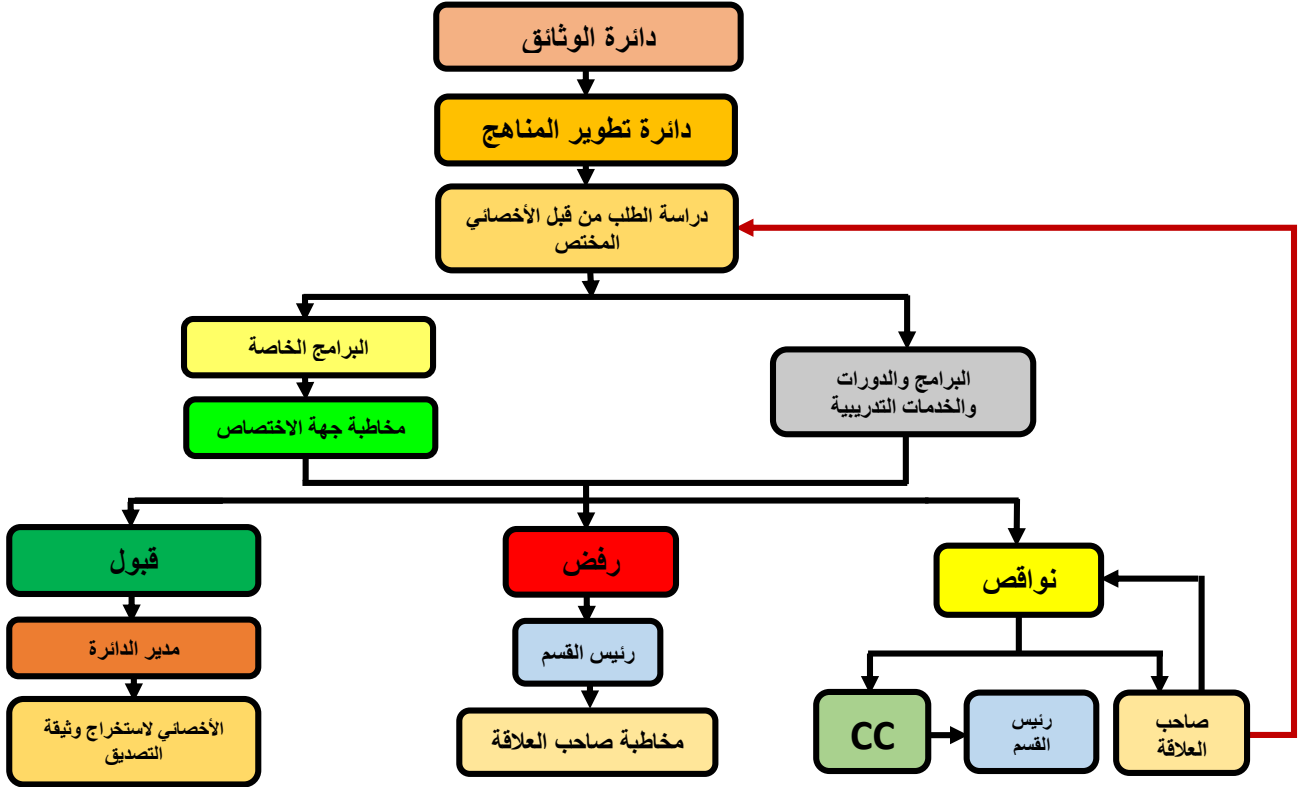 دائرة الوثائق
دائرة تطوير المناهج
دراسة الطلب من قبل الأخصائي
المختص
البرامج الخاصة
البرامج والدورات
والخدمات التدريبية
مخاطبة جهة الاختصاص
قبول
رفض
نواقص
مدير الدائرة
رئيس القسم
الأخصائي لاستخراج وثيقة
التصديق
مخاطبة صاحب العلاقة
CC
رئيس
القسم
صاحب
العلاقة